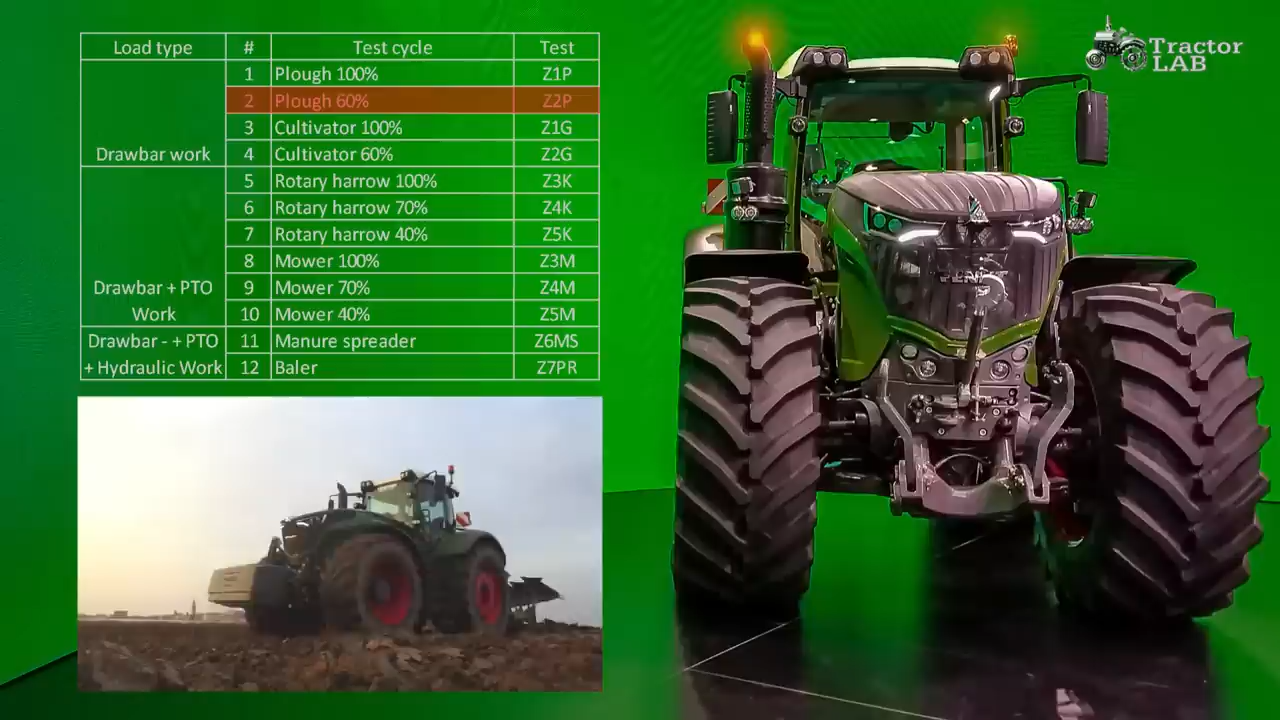 Load type # Test cycle Test
1 Plough 100% Z1P
2 Plough 60% Z2P
3 Cultivator 100% Z1G
Drawbar work 4 Cultivator 60% Z2G
5 Rotary harrow 100% Z3K
6 Rotary harrow 70% Z4K
7 Rotary harrow 40% Z5K
8 Mower 100% Z3M
Drawbar + PTO 9 Mower 70% Z4M
Work 10 Mower 40% Z5M
Drawbar - + PTO 11 Manure spreader Z6MS
+ Hydraulic Work 12 Baler Z7PR
Tractor
LAB
FENDT